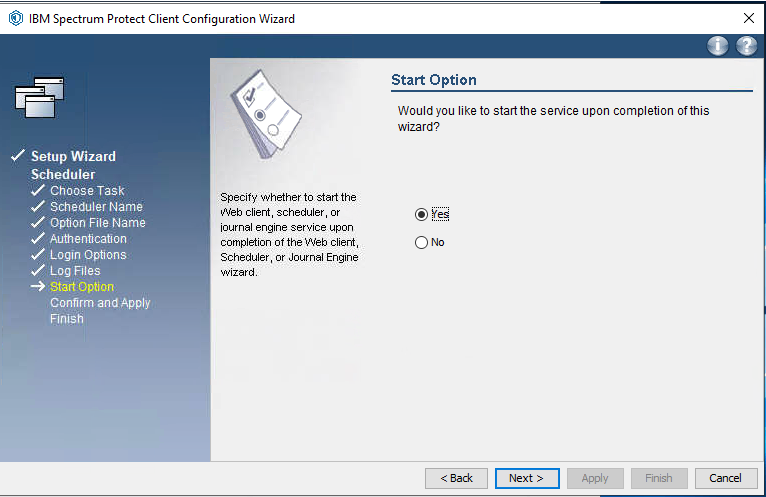 IBM Spectrum Protect Client Configuration Wizard
Setup Wizard
Scheduler
Choose Task
Scheduler Name
Option File Name
Authentication
Login Options
Log Files
Start Option
Confirm and Apply
Finish
Specify whether to start the
Web client, scheduler, or
journal engine service upon
completion of the Web client,
Scheduler, or Journal Engine
wizard.
Start Option
Would you like to start the service upon completion of this
wizard?
Yes
No
< Back
Next >
Apply
Finish
Cancel